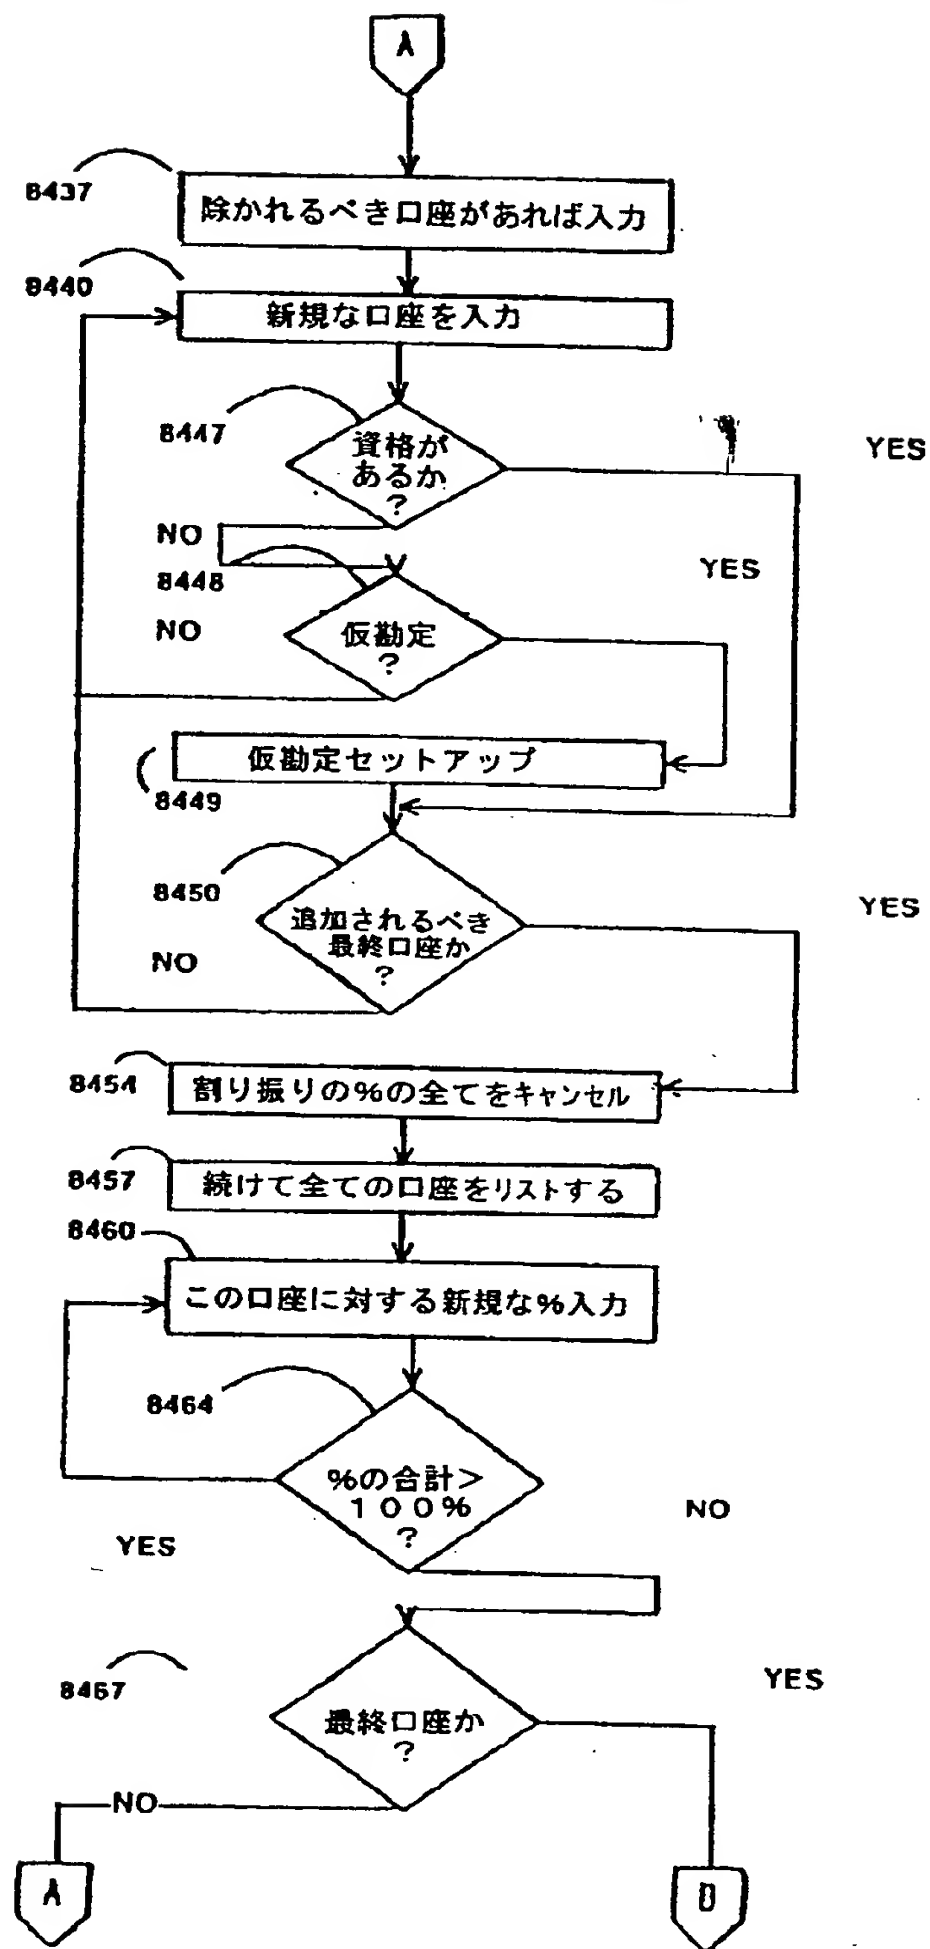 A
8437
除かれるべき口座があれば入力
8440
新規な口座を入力
8447
資格が
あるか
?
YES
NO
8448
YES
NO
仮勘定
?
仮勘定セットアップ
8449
8450
YES
追加されるべき
最終口座か
?
NO
8454
割り振りの%の全てをキャンセル
8457
続けて全ての口座をリストする
8460
この口座に対する新規な%入力
8464
%の合計>
100%
?
NO
YES
8467
YES
最終口座か
?
NO
A